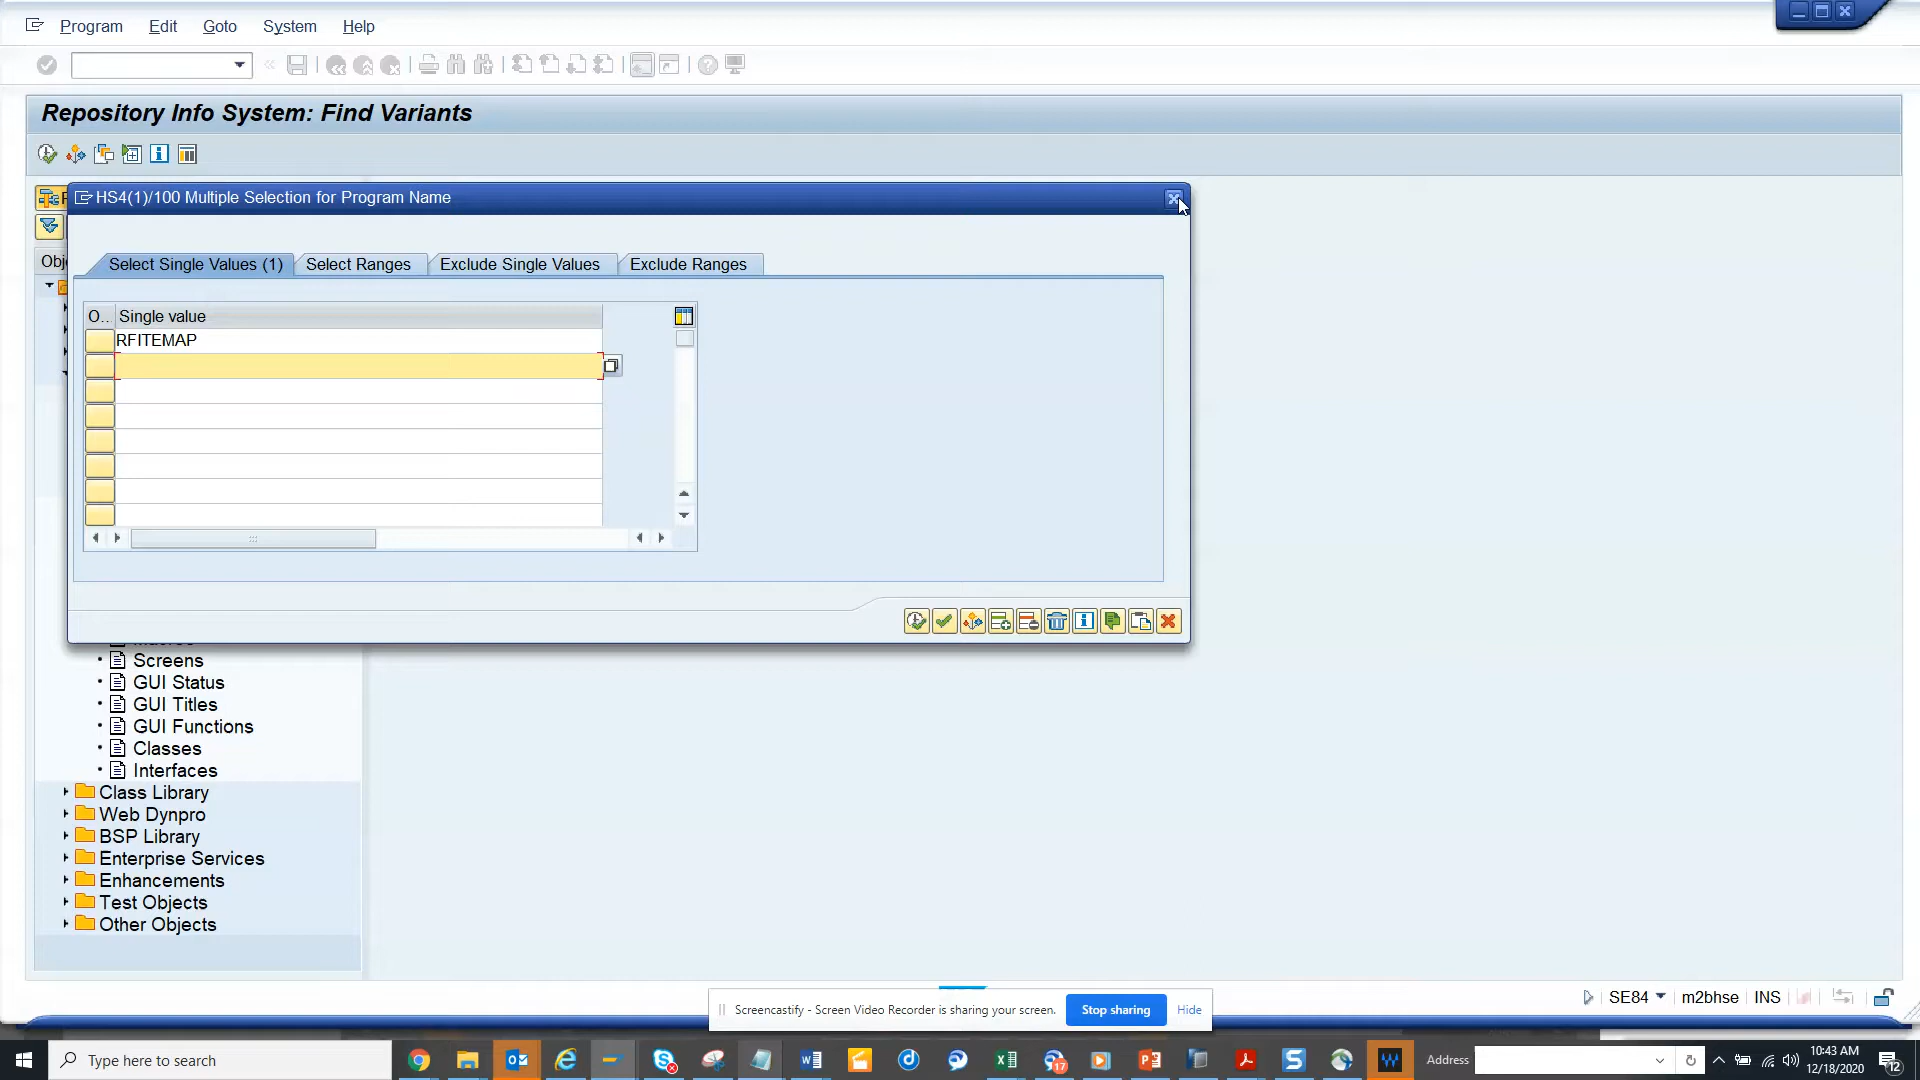 Program Edit Goto System Help
Repository Info System: Find Variants
HS4(1)/100 Multiple Selection for Program Name
Select Single Values (1) Select Ranges Exclude Single Values Exclude Ranges
O.. Single value
RFITEMAP
Screens
GUI Status
GUI Titles
GUI Functions
Classes
Interfaces
Class Library
Web Dynpro
BSP Library
Enterprise Services
Enhancements
Test Objects
Other Objects
SE84 m2bhse INS
Screencastify - Screen Video Recorder is sharing your screen. Stop sharing Hide
Type here to search
17
Address
10:43 AM
12/18/2020
12